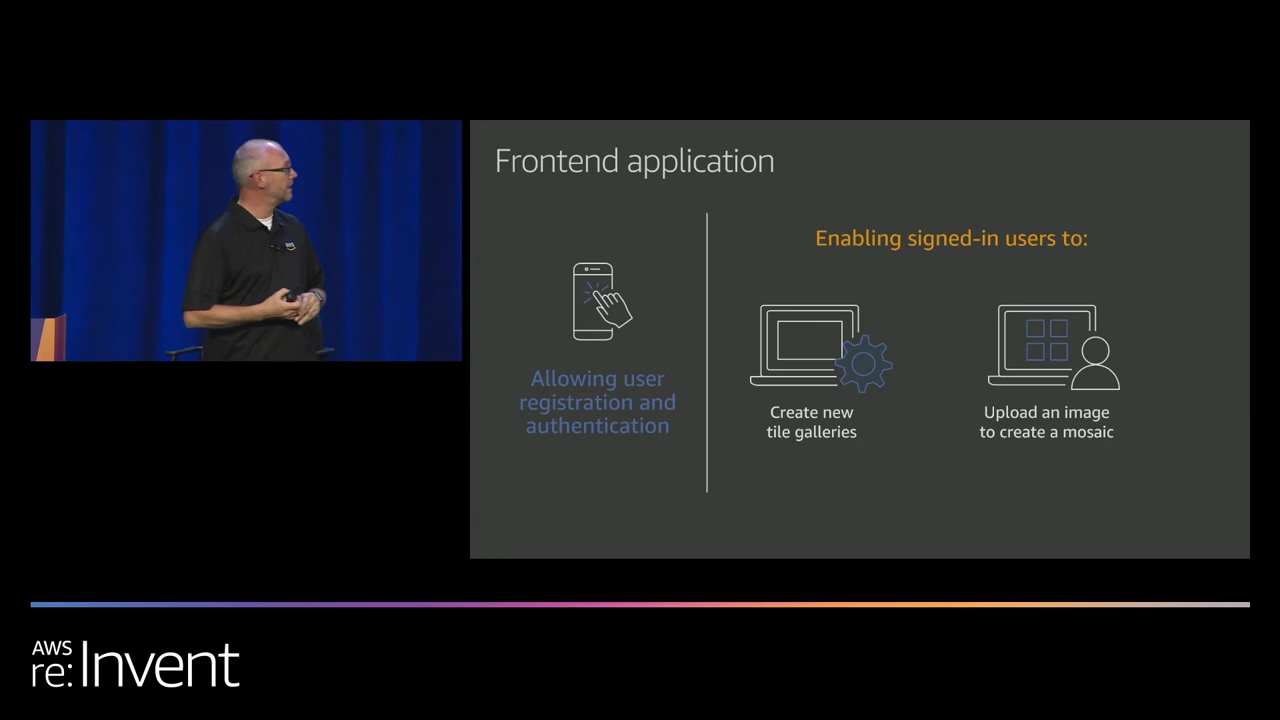 Frontend application
Allowing user
registration and
authentication
Enabling signed-in users to:
Create new
tile galleries
Upload an image
to create a mosaic
aws
AWS
re:Invent